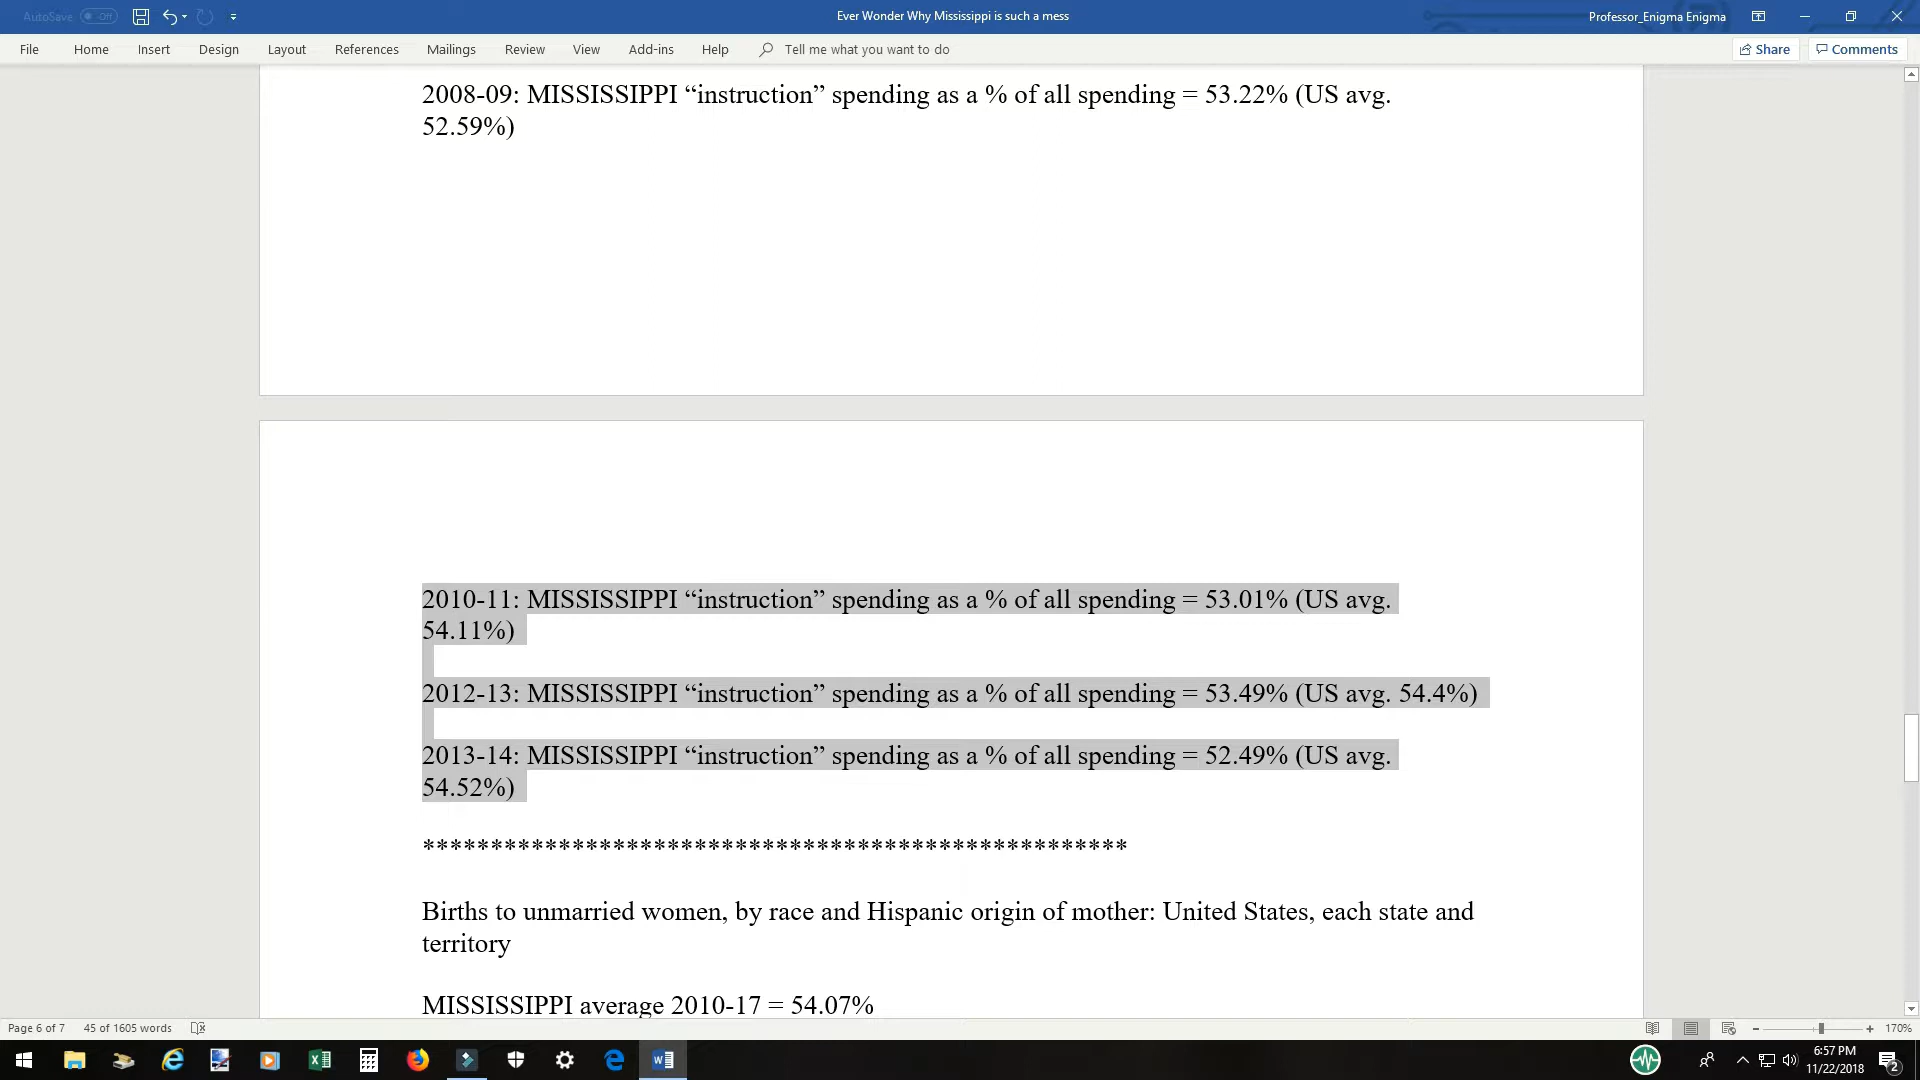 AutoSave Off
Ever Wonder Why Mississippi is such a mess
Professor_Enigma Enigma
File Home Insert Design Layout References Mailings Review View Add-ins Help Tell me what you want to do Share Comments
2008-09: MISSISSIPPI “instruction” spending as a % of all spending = 53.22% (US avg.
52.59%)
2010-11: MISSISSIPPI “instruction” spending as a % of all spending = 53.01% (US avg.
54.11%)
2012-13: MISSISSIPPI “instruction” spending as a % of all spending = 53.49% (US avg. 54.4%)
2013-14: MISSISSIPPI “instruction” spending as a % of all spending = 52.49% (US avg.
54.52%)
****************************************************
Births to unmarried women, by race and Hispanic origin of mother: United States, each state and
territory
MISSISSIPPI average 2010-17 = 54.07%
Page 6 of 7 45 of 1605 words 170%
6:57 PM
11/22/2018
2